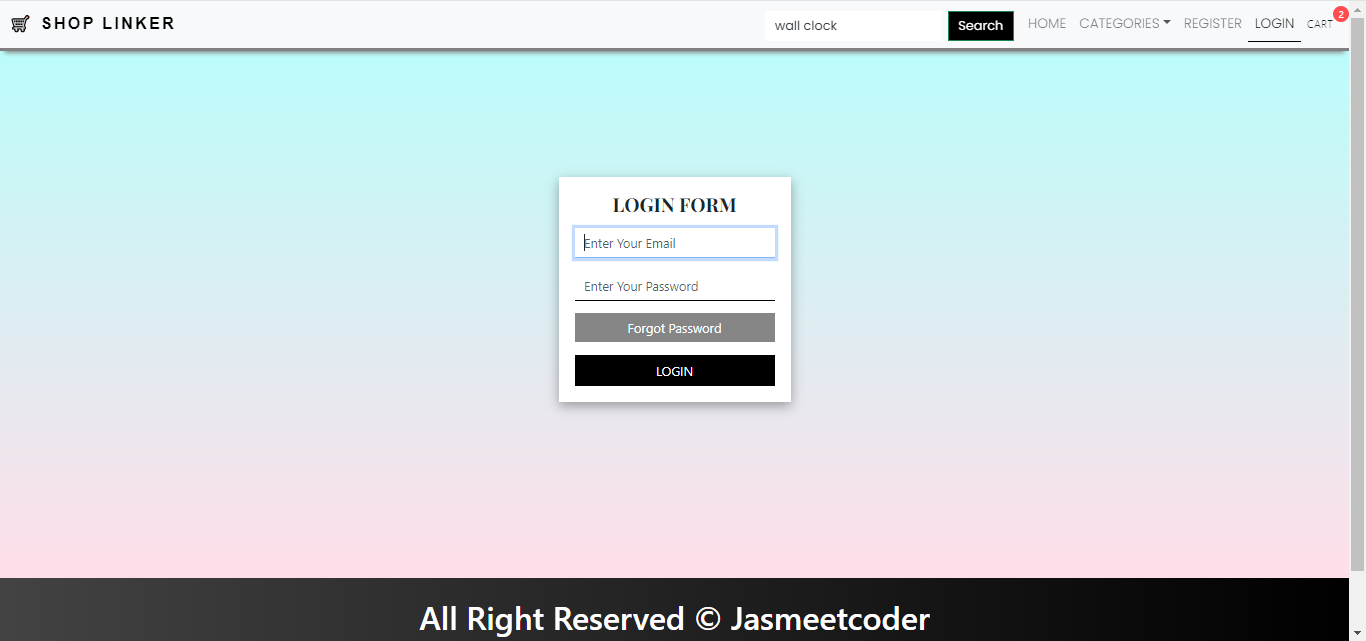 SHOP LINKER
wall clock
Search
HOME
CATEGORIES
REGISTER
LOGIN
CART
2
LOGIN FORM
Enter Your Email
Enter Your Password
Forgot Password
LOGIN
All Right Reserved © Jasmeetcoder